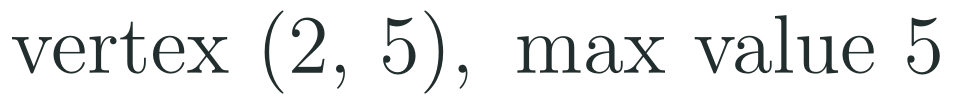 vertex (2, 5), max value 5